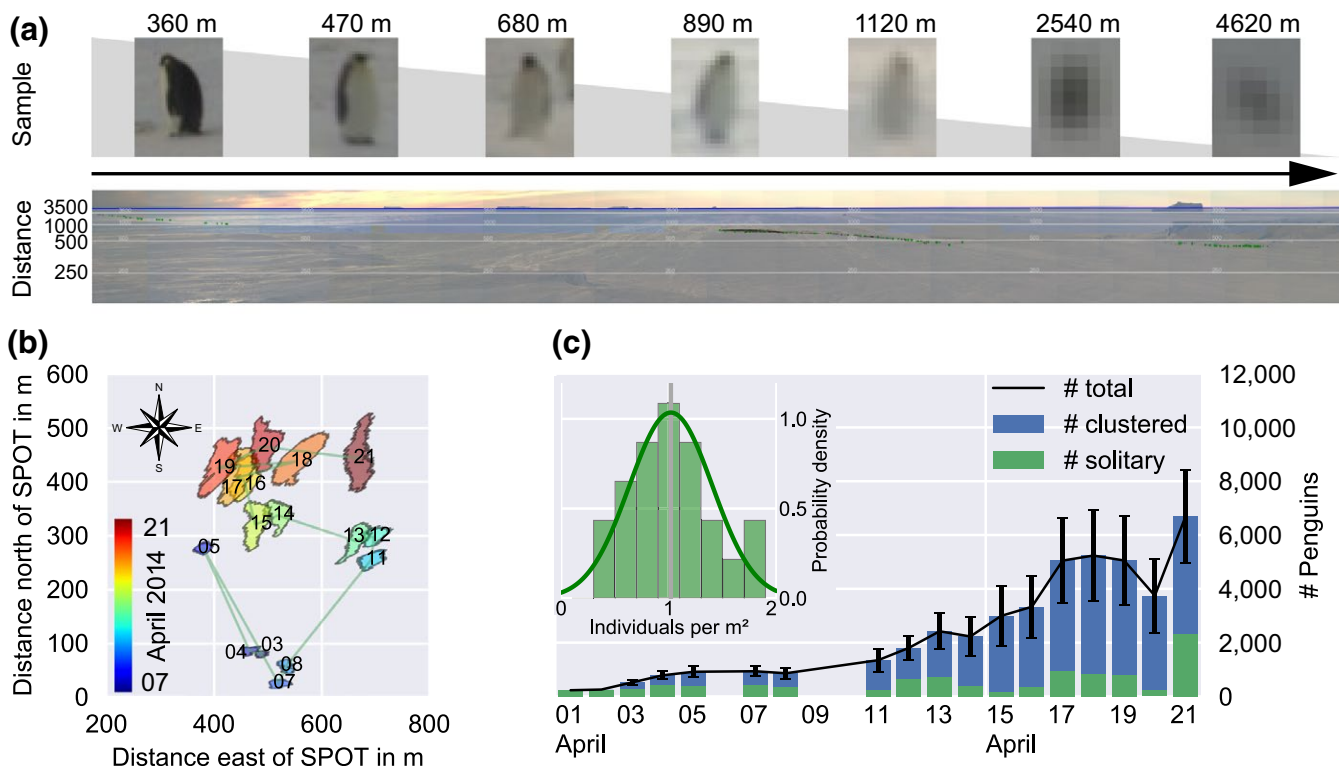 (a)
360 m 470 m 680 m 890 m 1120 m 2540 m 4620 m
Sample
Distance
3500
1000
500
250
(b)
Distance north of SPOT in m
600
500
400
300
200
100
0
N
W E
S
20
19 18 21
17 16
15 14
13 12
05 11
04 03
08
07
21
April 2014
07
200 400 600 800
Distance east of SPOT in m
(c)
# total
# clustered
# solitary
1.0
0.5
0.0
Probability density
0 1 2
Individuals per m²
12,000
10,000
8,000
6,000
4,000
2,000
0
# Penguins
01 03 05 07 09 11 13 15 17 19 21
April April